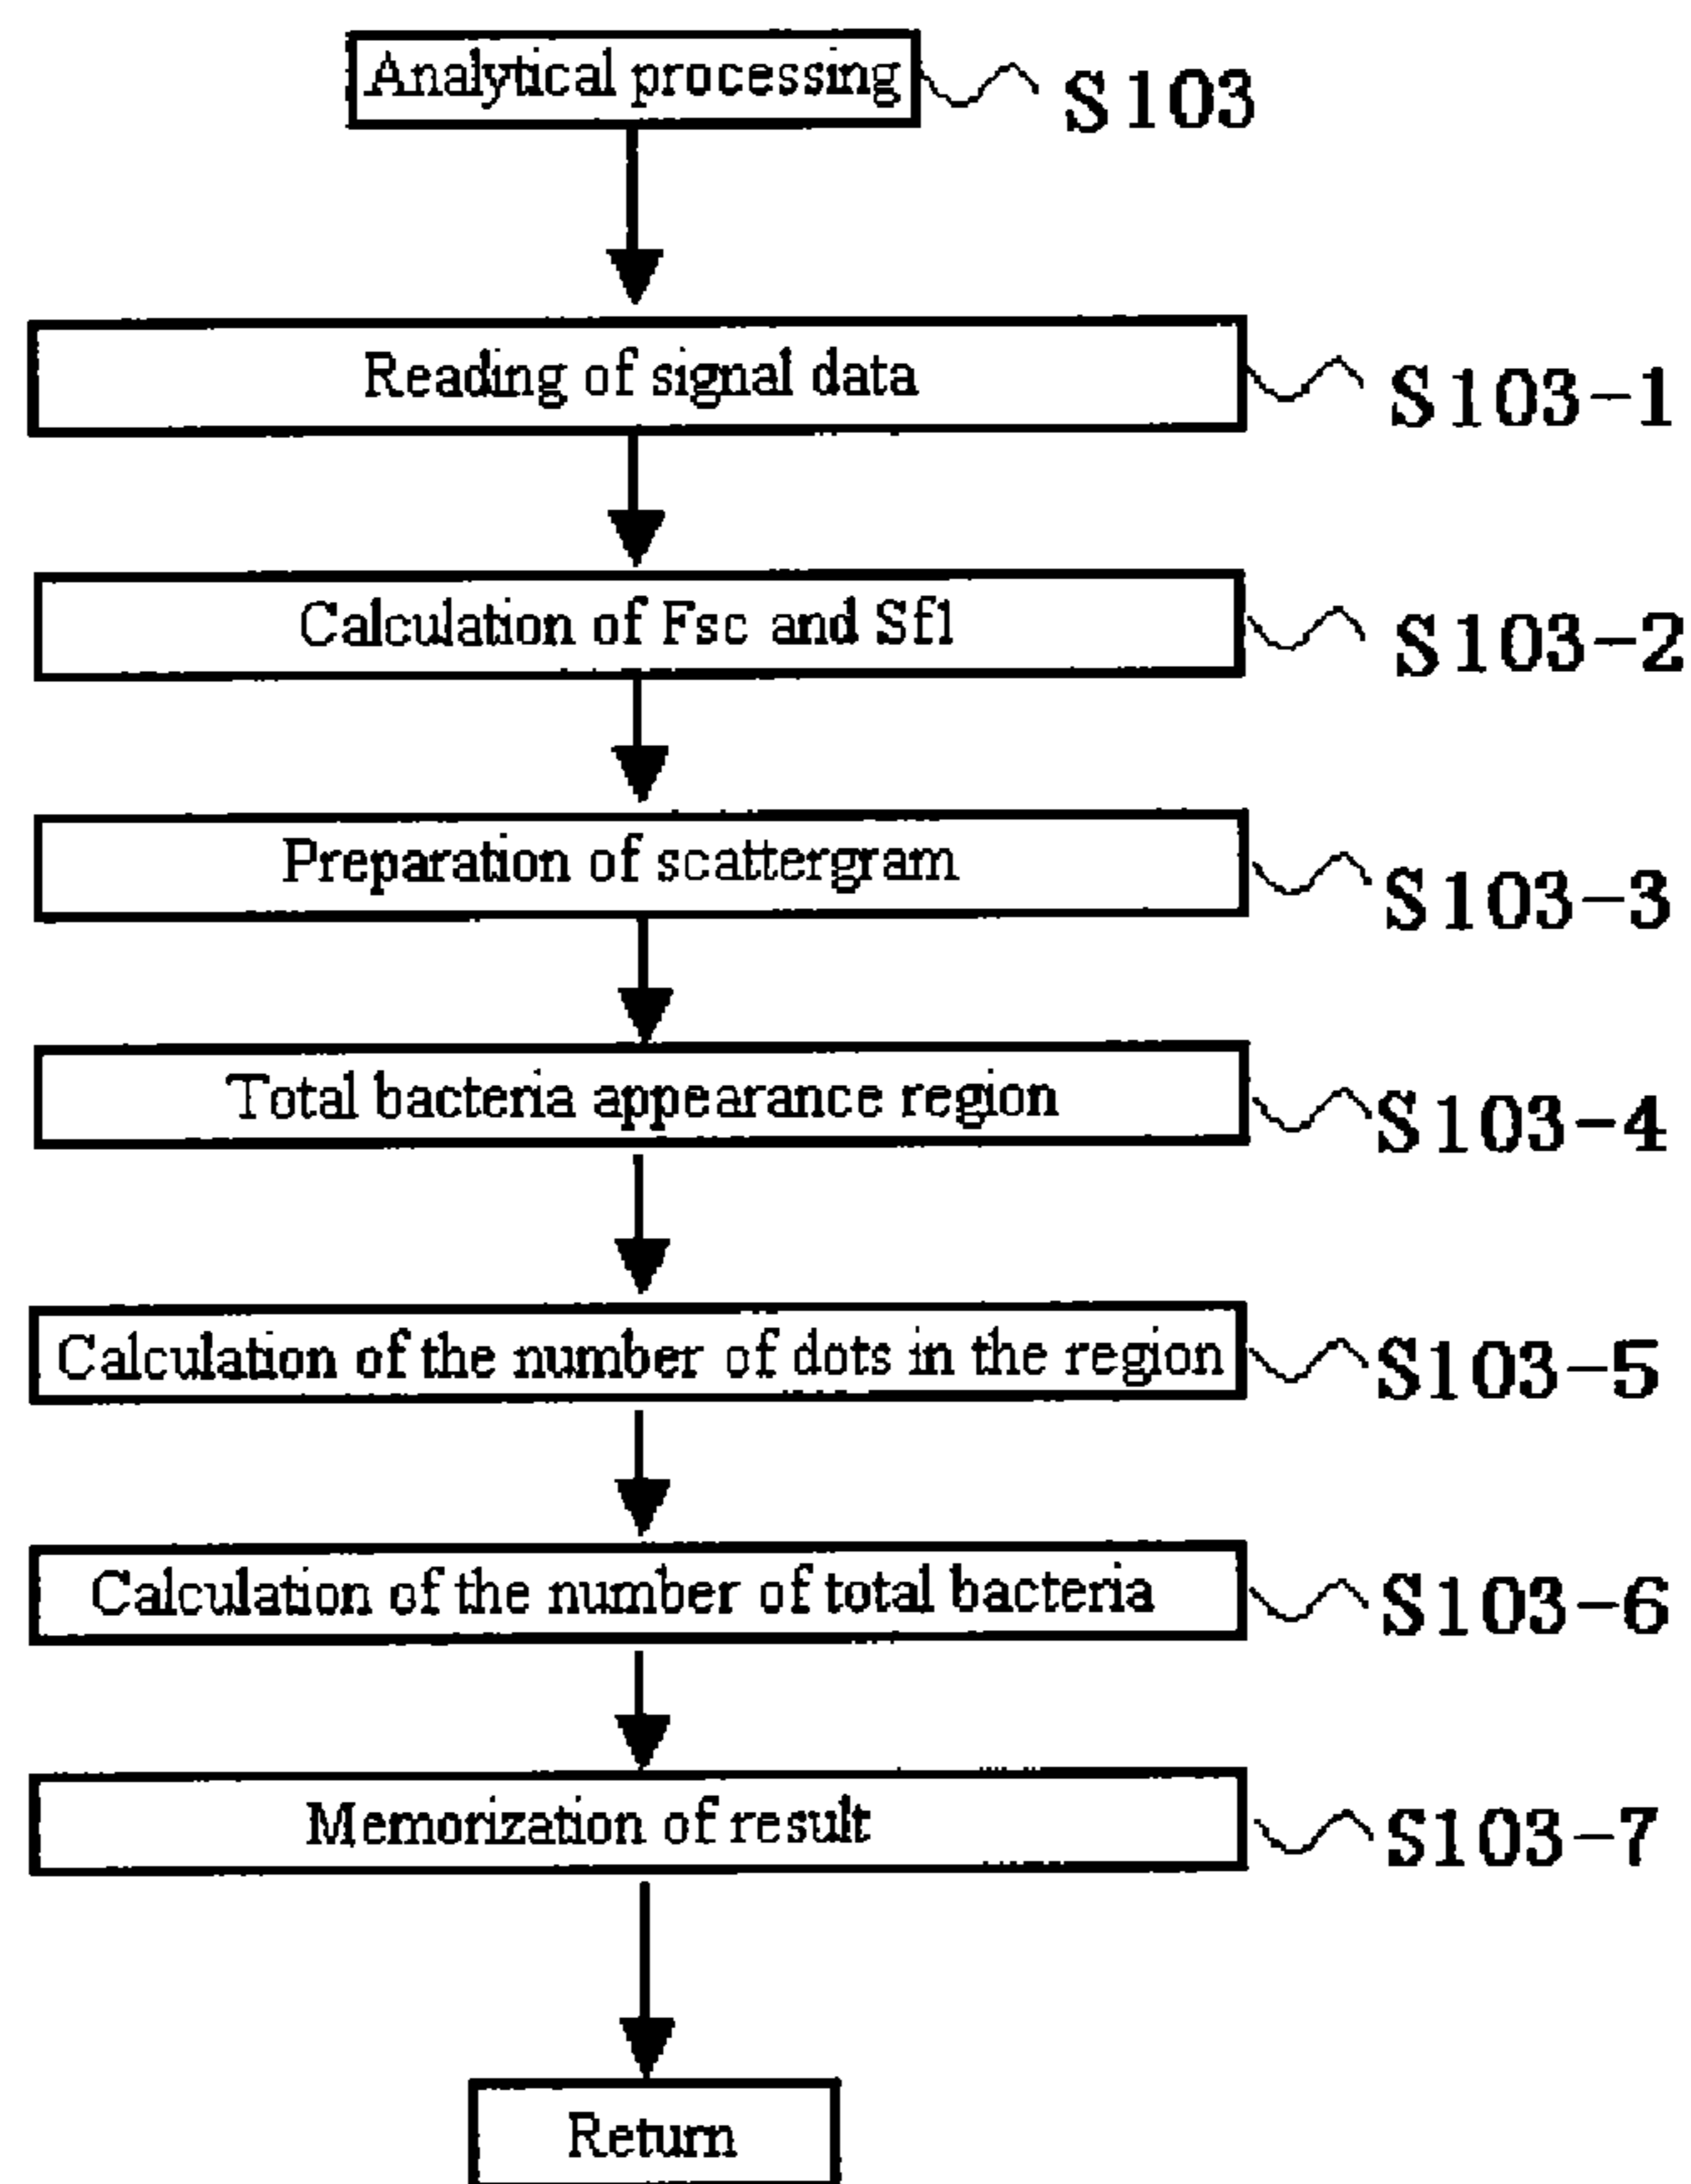 Analytical processing S103
Reading of signal data S103-1
Calculation of Fsc and Sfl S103-2
Preparation of scattergram S103-3
Total bacteria appearance region S103-4
Calculation of the number of dots in the region S103-5
Calculation of the number of total bacteria S103-6
Memorization of result S103-7
Return